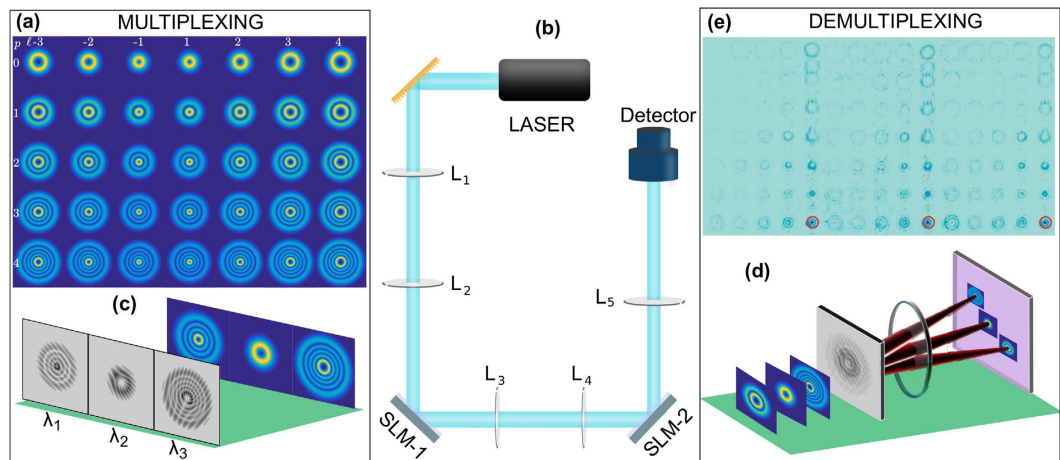 (a) MULTIPLEXING
p ℓ-3 -2 -1 1 2 3 4
0
1
2
3
4
(c)
λ1 λ2 λ3
(b)
LASER
Detector
L1
L2
L5
L3 L4
SLM-1 SLM-2
(e) DEMULTIPLEXING
(d)